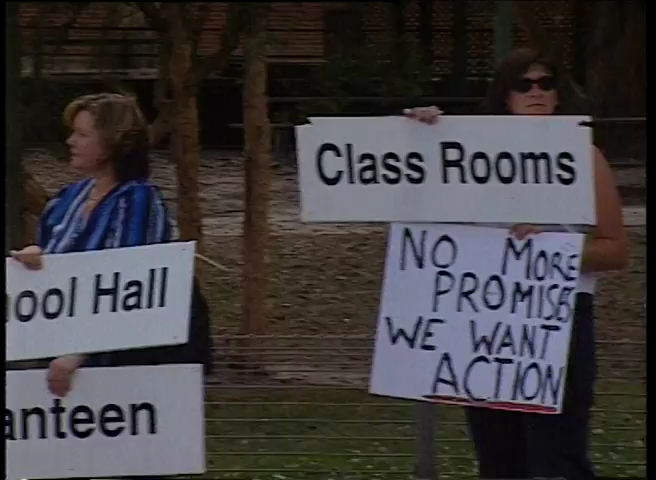 ool Hall
anteen
Class Rooms
NO MORE
PROMISES
WE WANT
ACTION